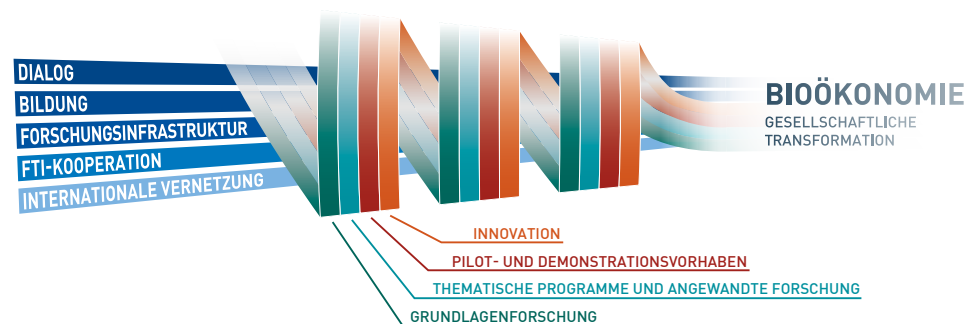 DIALOG
BILDUNG
FORSCHUNGSINFRASTRUKTUR
FTI-KOOPERATION
INTERNATIONALE VERNETZUNG
BIOÖKONOMIE
GESELLSCHAFTLICHE
TRANSFORMATION
INNOVATION
PILOT- UND DEMONSTRATIONSVORHABEN
THEMATISCHE PROGRAMME UND ANGEWANDTE FORSCHUNG
GRUNDLAGENFORSCHUNG